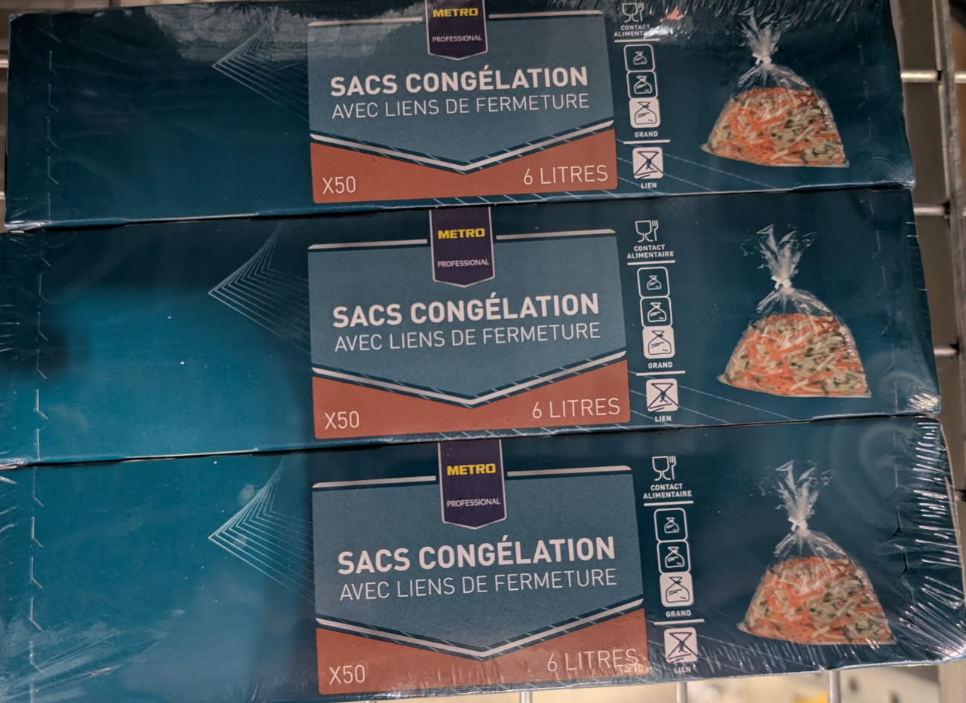 METRO
PROFESSIONAL
SACS CONGÉLATION
AVEC LIENS DE FERMETURE
X50
6 LITRES
CONTACT
ALIMENTAIRE
GRAND
LIEN
METRO
PROFESSIONAL
SACS CONGÉLATION
AVEC LIENS DE FERMETURE
X50
6 LITRES
CONTACT
ALIMENTAIRE
GRAND
LIEN
METRO
PROFESSIONAL
SACS CONGÉLATION
AVEC LIENS DE FERMETURE
X50
6 LITRES
CONTACT
ALIMENTAIRE
GRAND
LIEN